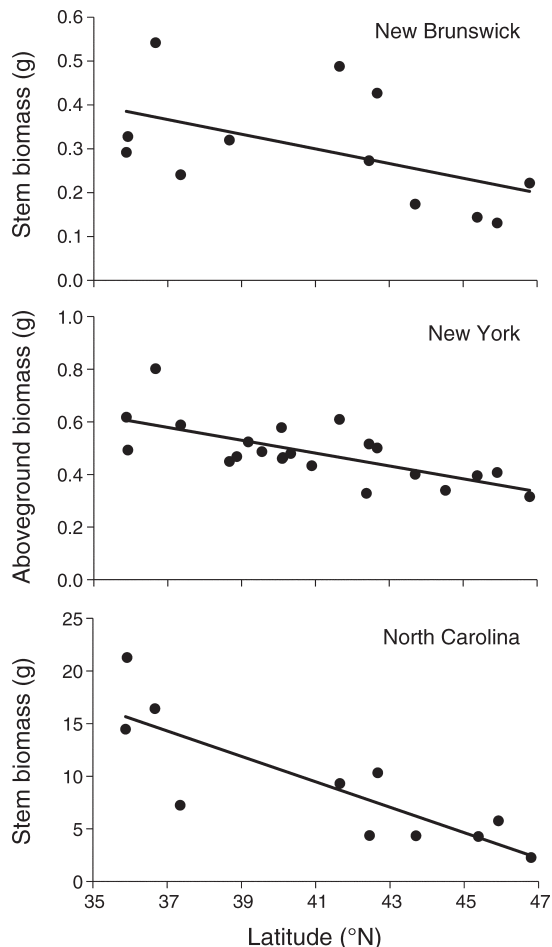 New Brunswick
Stem biomass (g)
0.6
0.5
0.4
0.3
0.2
0.1
0.0
New York
Aboveground biomass (g)
1.0
0.8
0.6
0.4
0.2
0.0
North Carolina
Stem biomass (g)
25
20
15
10
5
0
35 37 39 41 43 45 47
Latitude (°N)